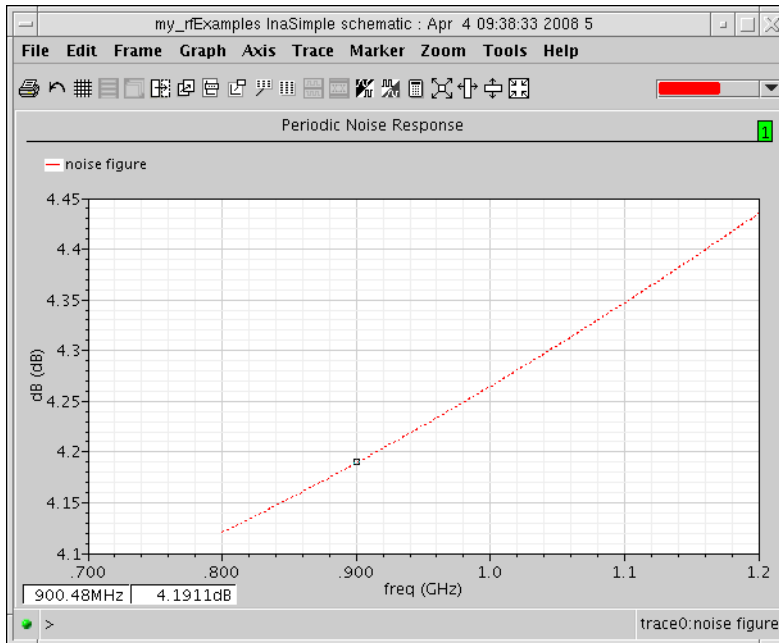 my_rfExamples lnaSimple schematic : Apr 4 09:38:33 2008 5
File Edit Frame Graph Axis Trace Marker Zoom Tools Help
Periodic Noise Response
1
noise figure
4.45
4.4
4.35
4.3
4.25
4.2
4.15
4.1
dB (dB)
.700 .800 .900 1.0 1.1 1.2
freq (GHz)
900.48MHz 4.1911dB
> trace0:noise figure